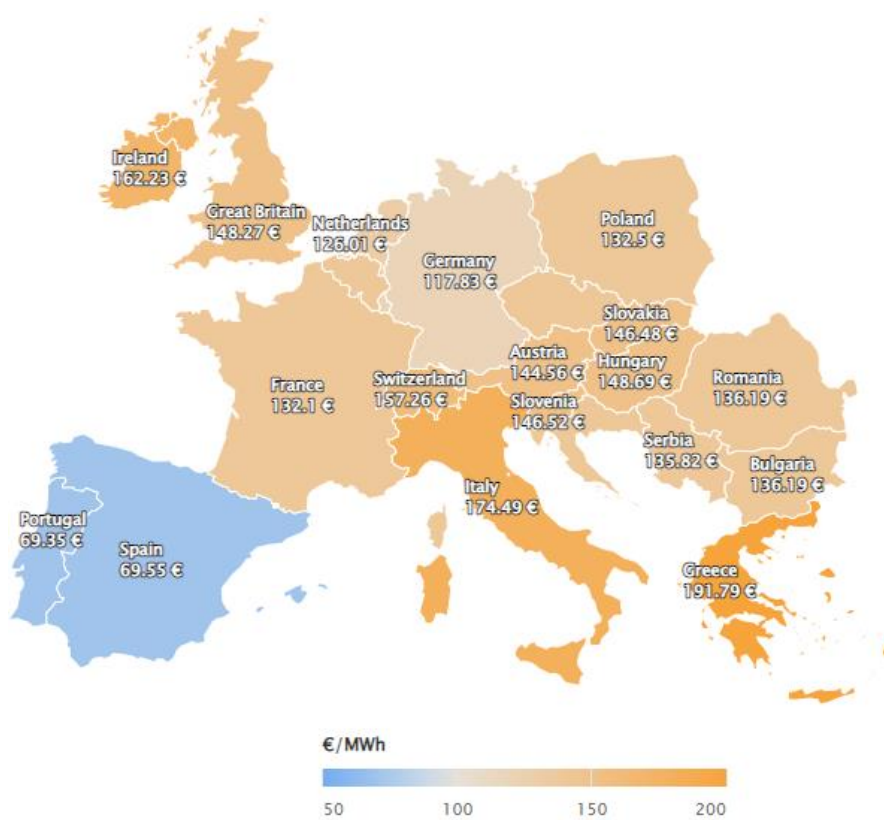 Ireland
162.23 €
Great Britain
148.27 €
Netherlands
126.01 €
Poland
132.5 €
Germany
117.83 €
Slovakia
146.48 €
Austria
144.56 €
Hungary
148.69 €
France
132.1 €
Switzerland
157.26 €
Romania
136.19 €
Slovenia
146.52 €
Serbia
135.82 €
Bulgaria
136.19 €
Italy
174.49 €
Portugal
69.35 €
Spain
69.55 €
Greece
191.79 €
€/MWh
50 100 150 200